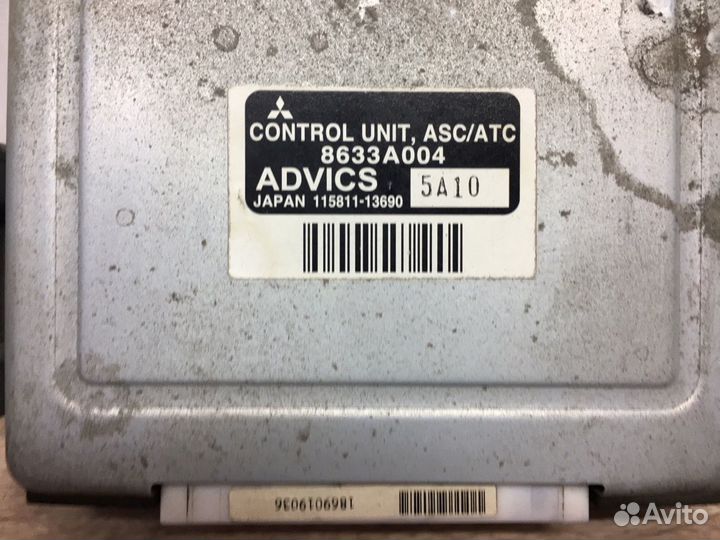 CONTROL UNIT, ASC/ATC
8633A004
ADVICS 5A10
JAPAN 115811-13690
1869019036
Avito